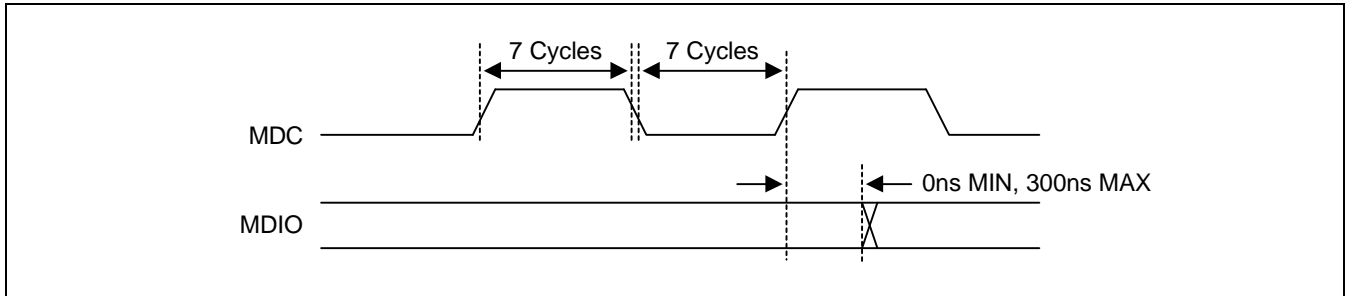 7 Cycles 7 Cycles
MDC
0ns MIN, 300ns MAX
MDIO